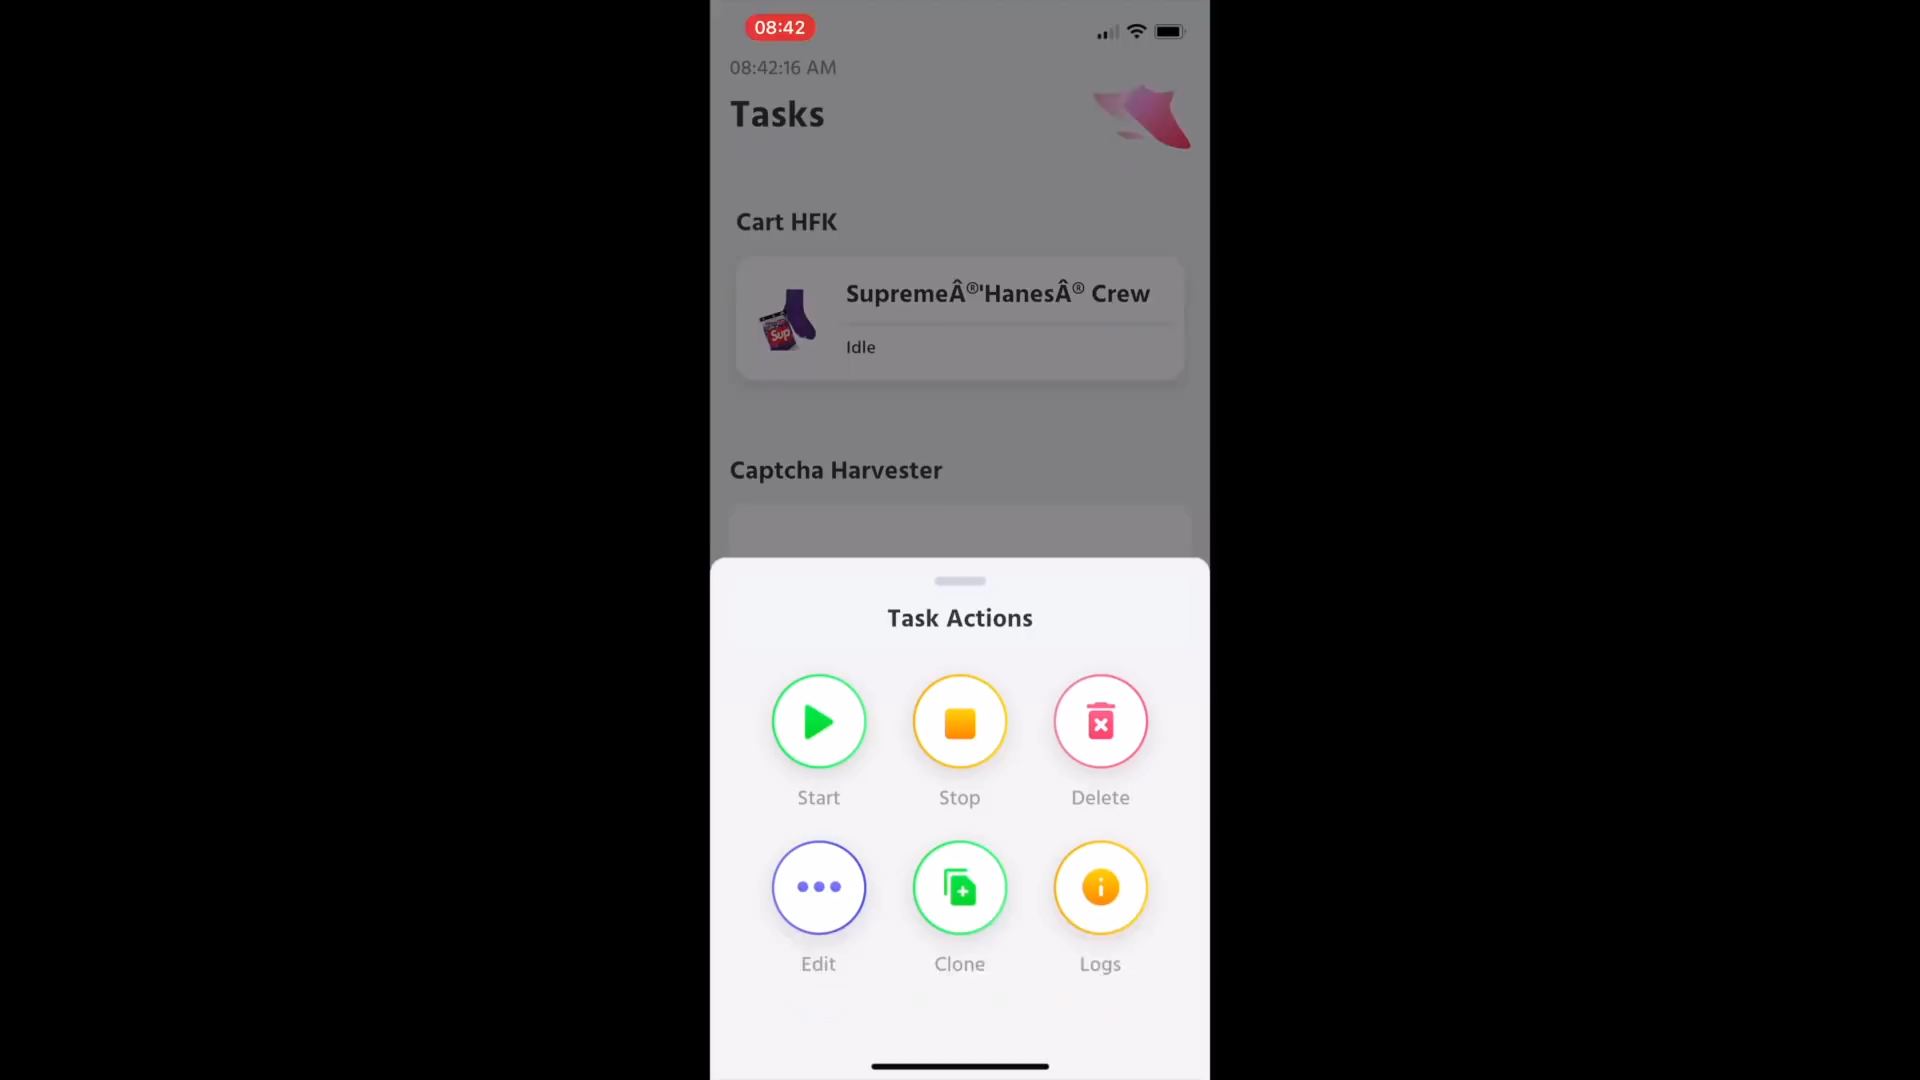 08:42
08:42:16 AM
Tasks
Cart HFK
SupremeÂ®'HanesÂ® Crew
Sup
Idle
Captcha Harvester
Task Actions
Start
Stop
Delete
Edit
Clone
Logs